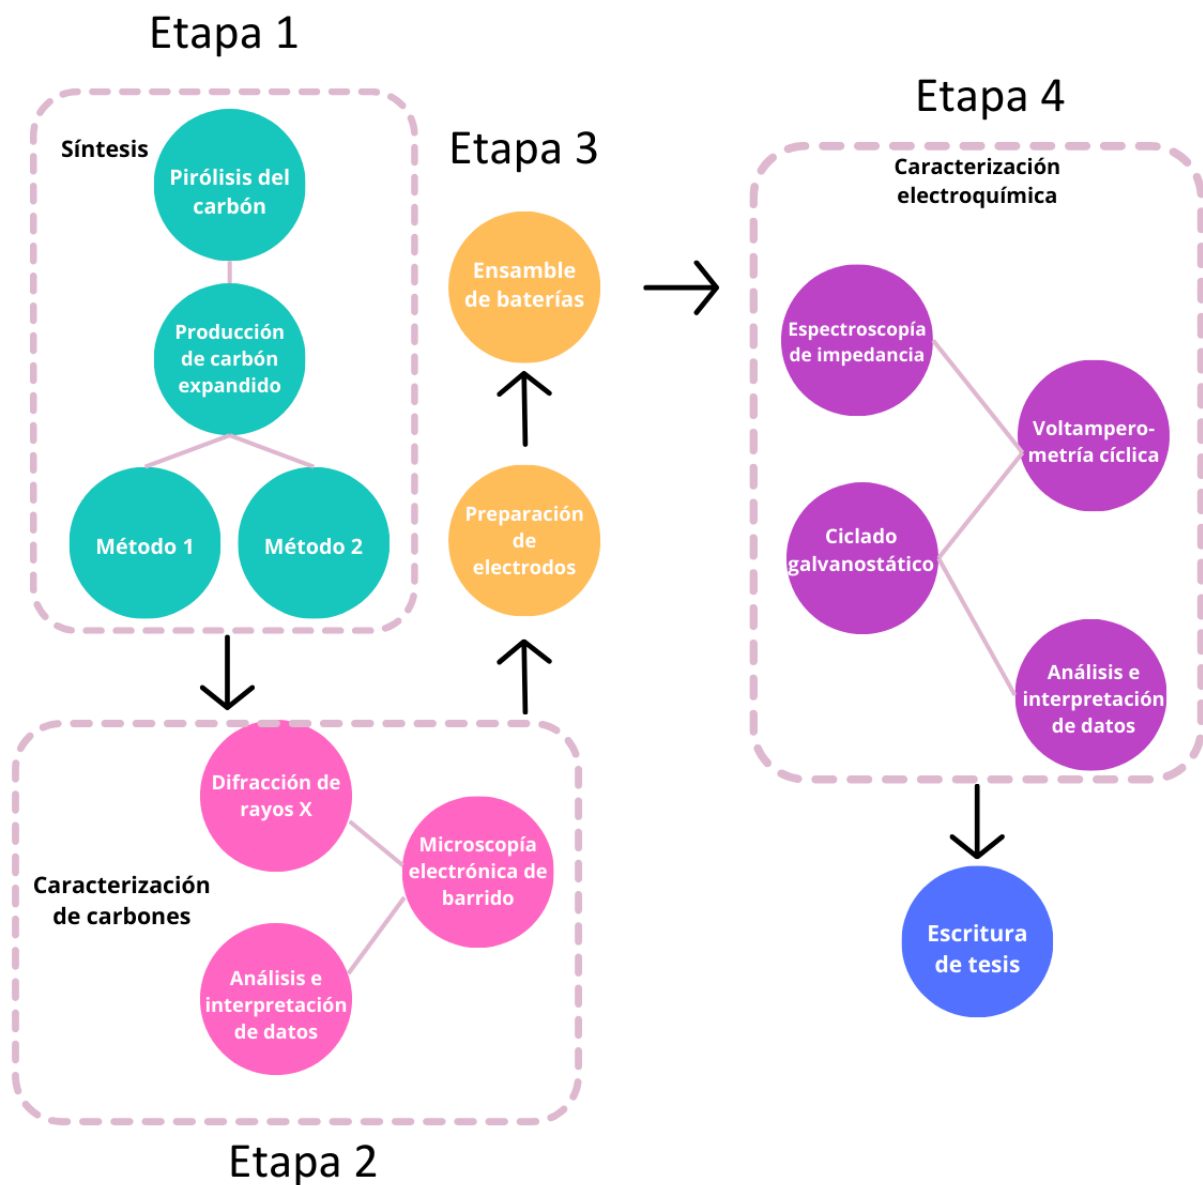 Etapa 1
Síntesis
Pirólisis del
carbón
Producción
de carbón
expandido
Método 1
Método 2
Etapa 2
Caracterización
de carbones
Difracción de
rayos X
Microscopía
electrónica de
barrido
Análisis e
interpretación
de datos
Etapa 3
Preparación
de
electrodos
Ensamble
de baterías
Etapa 4
Caracterización
electroquímica
Espectroscopía
de impedancia
Voltampero-
metría cíclica
Ciclado
galvanostático
Análisis e
interpretación
de datos
Escritura
de tesis